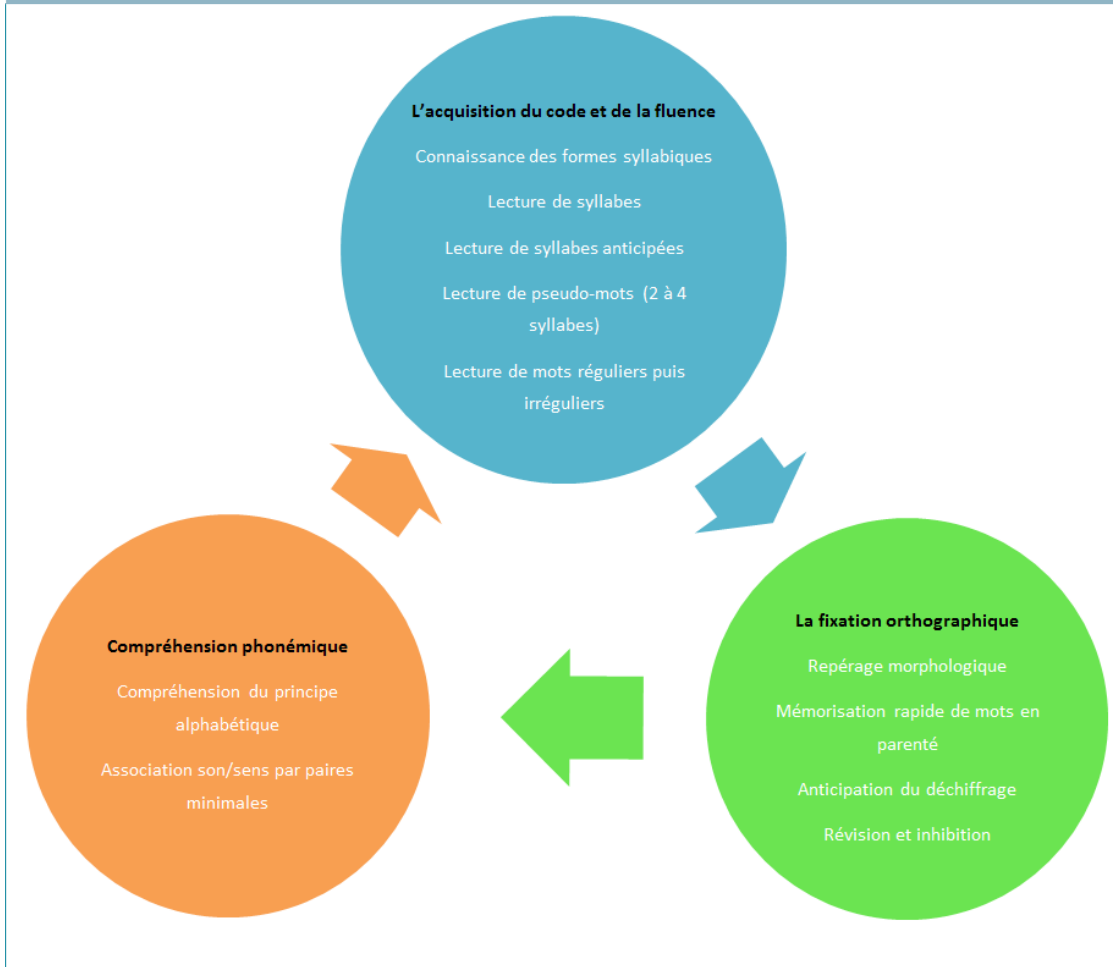 L’acquisition du code et de la fluence
Connaissance des formes syllabiques
Lecture de syllabes
Lecture de syllabes anticipées
Lecture de pseudo-mots (2 à 4
syllabes)
Lecture de mots réguliers puis
irréguliers
La fixation orthographique
Repérage morphologique
Mémorisation rapide de mots en
parenté
Anticipation du déchiffrage
Révision et inhibition
Compréhension phonémique
Compréhension du principe
alphabétique
Association son/sens par paires
minimales